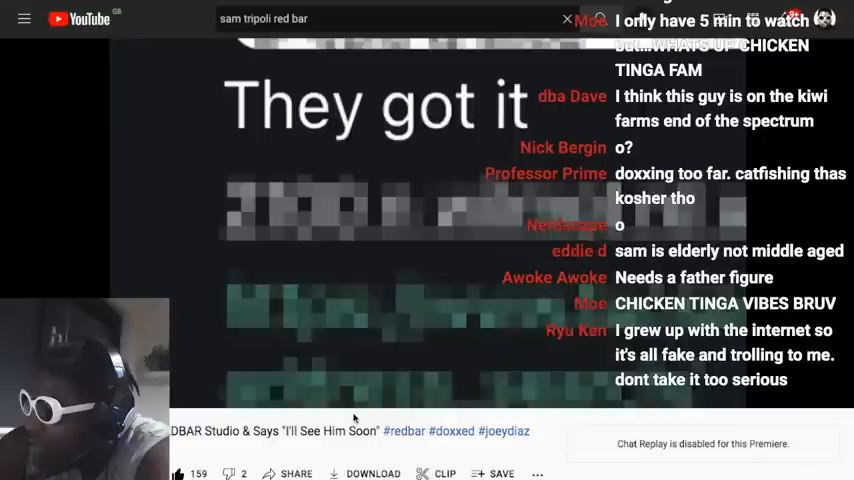 YouTube GB
sam tripoli red bar
9+
Moe I only have 5 min to watch
but...WHATS UP CHICKEN
TINGA FAM
They got it
dba Dave I think this guy is on the kiwi
farms end of the spectrum
Nick Bergin o?
Professor Prime doxxing too far. catfishing thas
kosher tho
Nerdscape o
eddie d sam is elderly not middle aged
Awoke Awoke Needs a father figure
Moe CHICKEN TINGA VIBES BRUV
Ryu Ken I grew up with the internet so
it's all fake and trolling to me.
dont take it too serious
DBAR Studio & Says "I'll See Him Soon" #redbar #doxxed #joeydiaz
Chat Replay is disabled for this Premiere.
159 2 SHARE DOWNLOAD CLIP SAVE ...